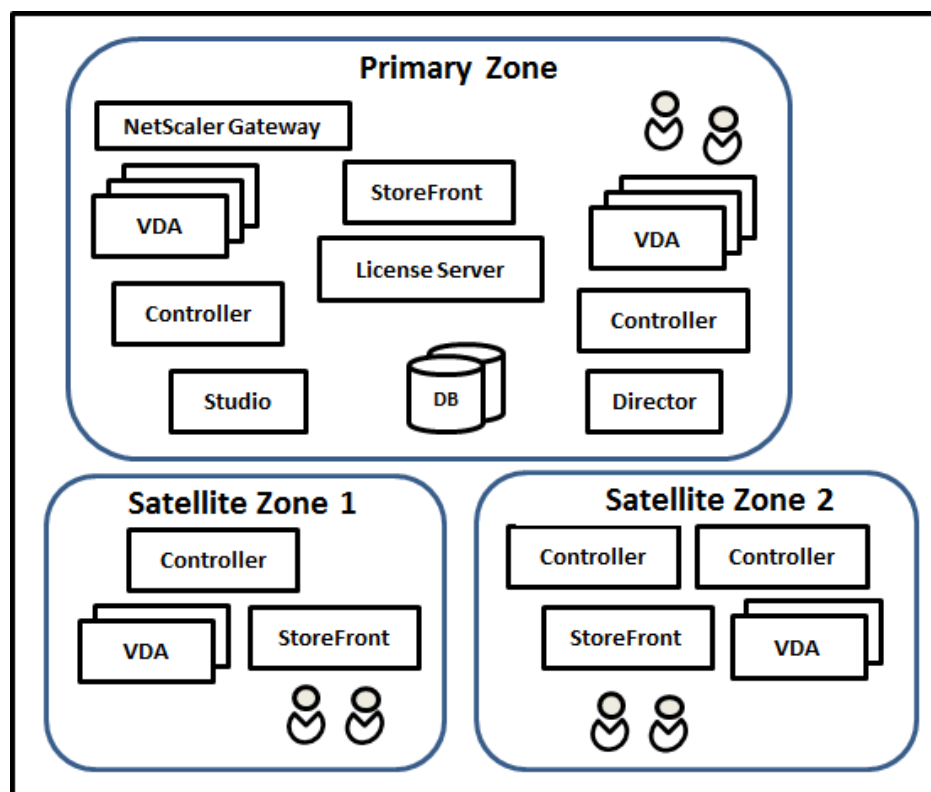 Primary Zone
NetScaler Gateway
StoreFront
VDA
VDA
License Server
Controller
Controller
Studio
DB
Director
Satellite Zone 1
Controller
VDA
StoreFront
Satellite Zone 2
Controller
Controller
StoreFront
VDA